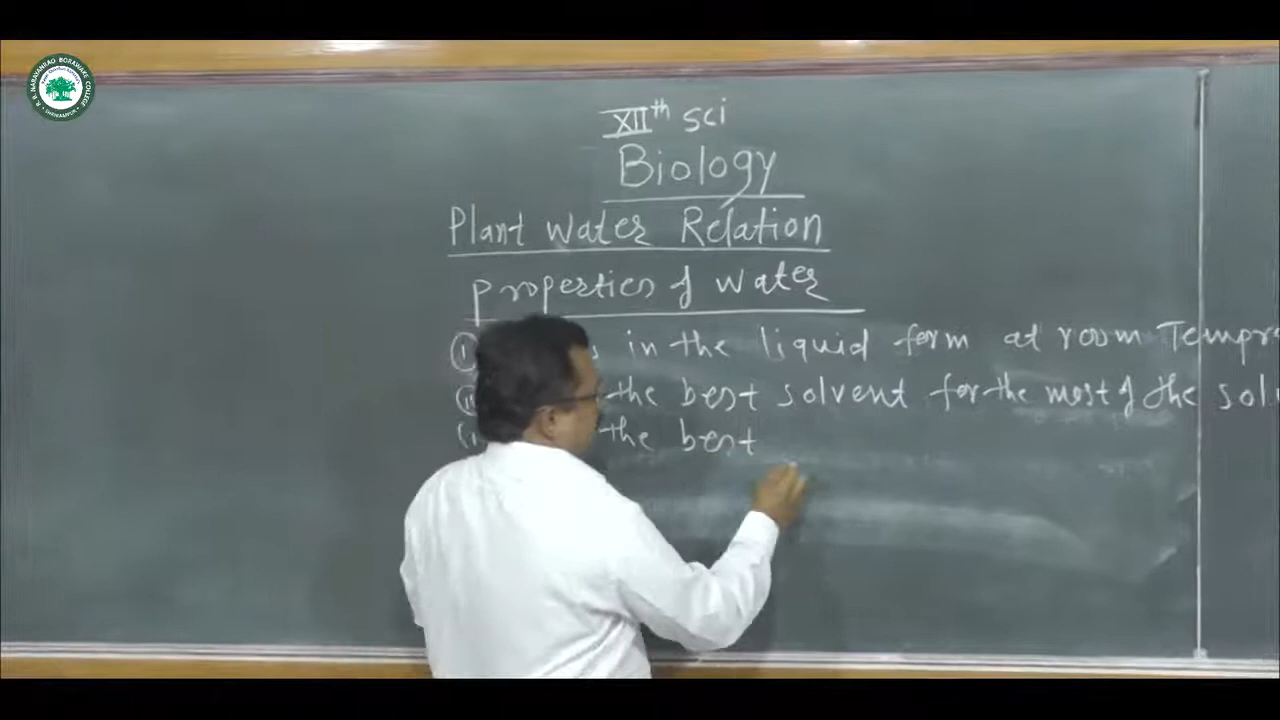 XIIth sci
Biology
Plant Water Relation
properties of water
in the liquid form at room Tempr
the best solvent for the most of the sol
the best